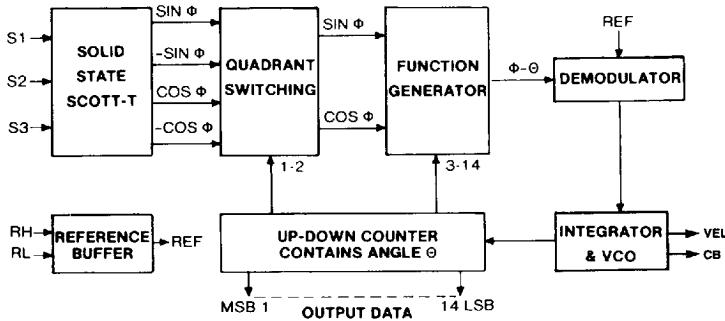 S1
S2
S3
SOLID
STATE
SCOTT-T
SIN Φ
-SIN Φ
COS Φ
-COS Φ
QUADRANT
SWITCHING
SIN Φ
COS Φ
FUNCTION
GENERATOR
Φ-Θ
REF
DEMODULATOR
1-2
3-14
RH
RL
REFERENCE
BUFFER
REF
UP-DOWN COUNTER
CONTAINS ANGLE Θ
INTEGRATOR
& VCO
VEL
CB
MSB 1
14 LSB
OUTPUT DATA